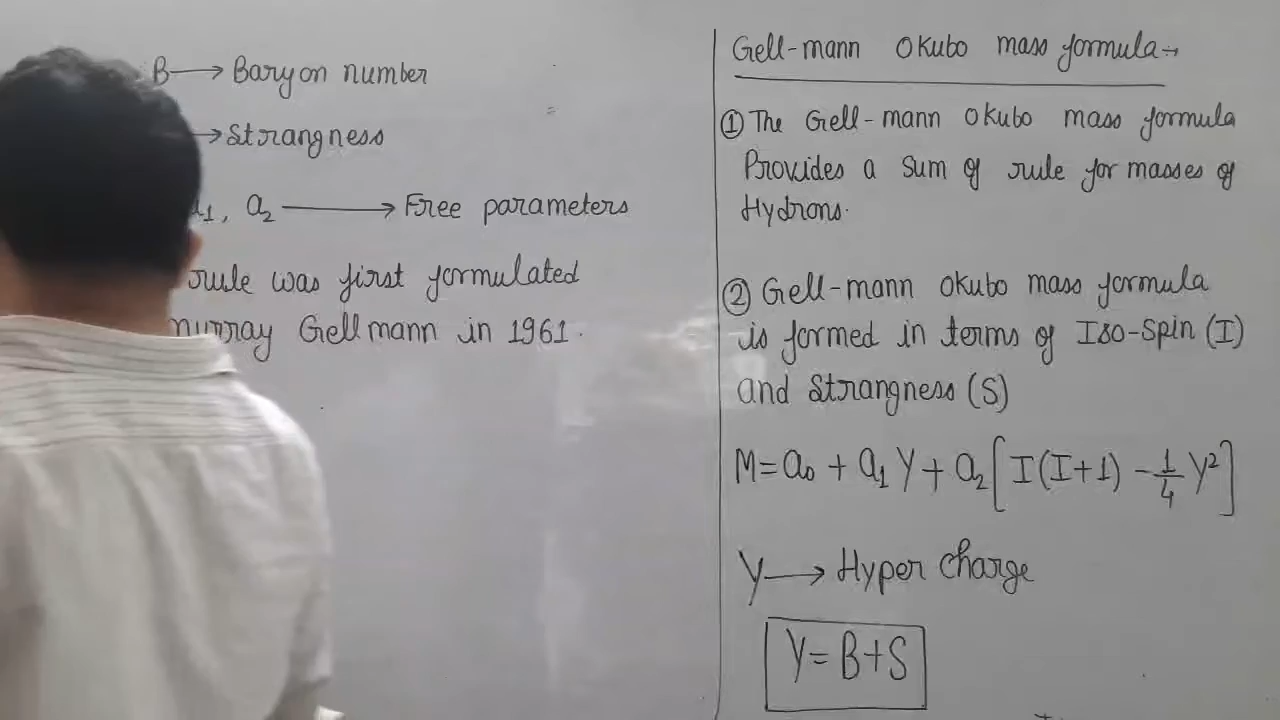 B → Baryon number
→ Strangness
a₁, a₂ → Free parameters
rule was first formulated
murray Gellmann in 1961.
Gell-mann Okubo mass formula→
① The Gell-mann Okubo mass formula
Provides a sum of rule for masses of
Hydrons.
② Gell-mann okubo mass formula
is formed in terms of Iso-spin (I)
and Strangness (S)
M = a₀ + a₁ Y + a₂ [I(I+1) - 1/4 Y²]
Y → Hyper Charge
Y = B+S